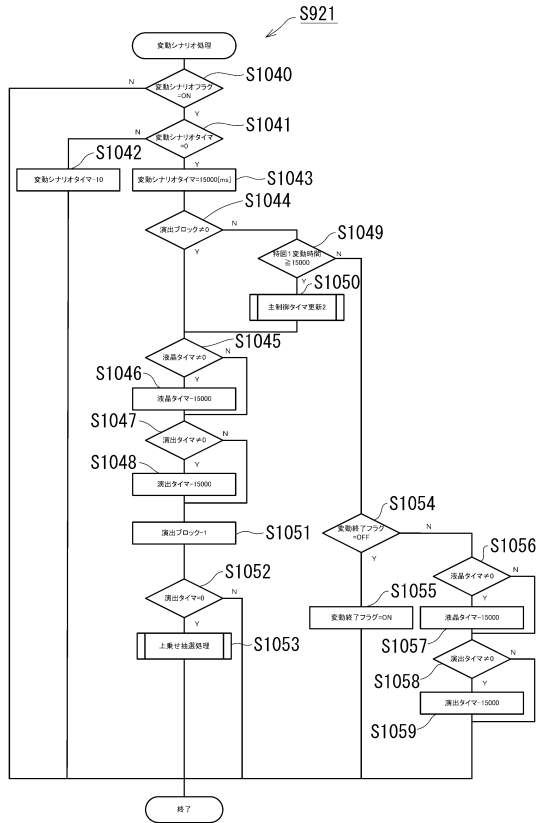 S921
変動シナリオ処理
S1040
変動シナリオフラグ
=ON
N
Y
S1041
変動シナリオタイマ
=0
N
Y
S1042
変動シナリオタイマ-10
S1043
変動シナリオタイマ=15000[ms]
S1044
演出ブロック≠0
N
Y
S1049
特図1変動時間
≧15000
N
Y
S1050
主制御タイマ更新2
S1045
液晶タイマ≠0
N
Y
S1046
液晶タイマ-15000
S1047
演出タイマ≠0
N
Y
S1048
演出タイマ-15000
S1051
演出ブロック-1
S1052
演出タイマ=0
N
Y
S1053
上乗せ抽選処理
S1054
変動終了フラグ
=OFF
N
Y
S1055
変動終了フラグ=ON
S1056
液晶タイマ≠0
N
Y
S1057
液晶タイマ-15000
S1058
演出タイマ≠0
N
Y
S1059
演出タイマ-15000
終了